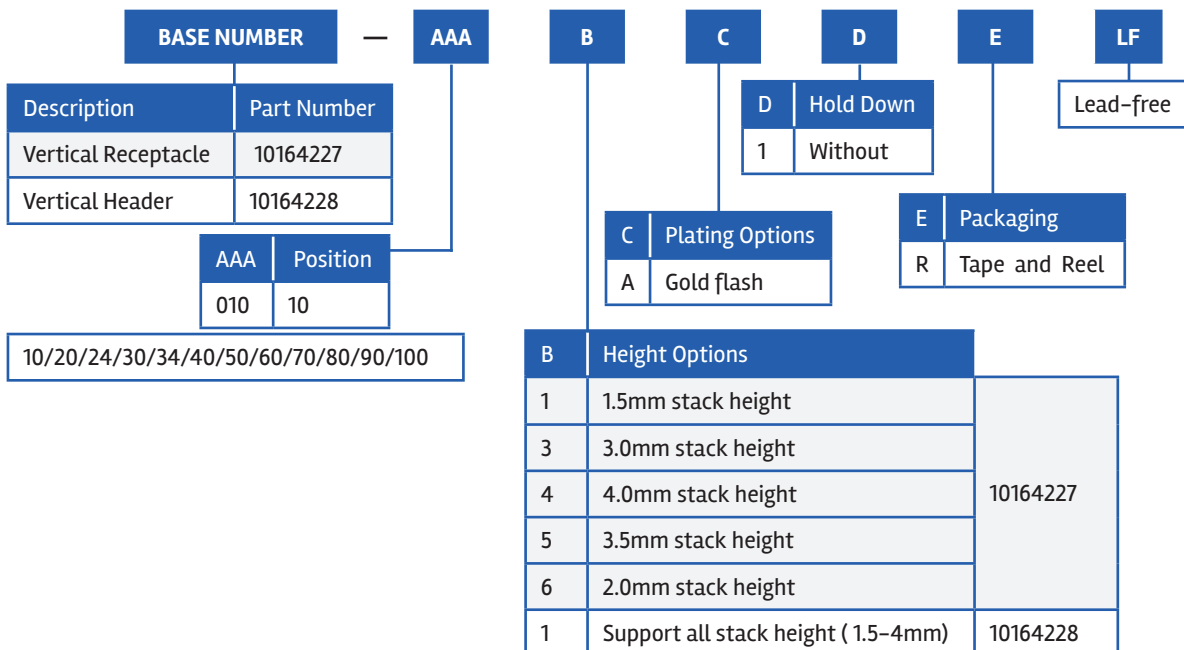 BASE NUMBER — AAA B C D E LF
Description Part Number
Vertical Receptacle 10164227
Vertical Header 10164228
AAA Position
010 10
10/20/24/30/34/40/50/60/70/80/90/100
D Hold Down
1 Without
Lead-free
C Plating Options
A Gold flash
E Packaging
R Tape and Reel
B Height Options
1 1.5mm stack height
3 3.0mm stack height
4 4.0mm stack height 10164227
5 3.5mm stack height
6 2.0mm stack height
1 Support all stack height ( 1.5-4mm) 10164228